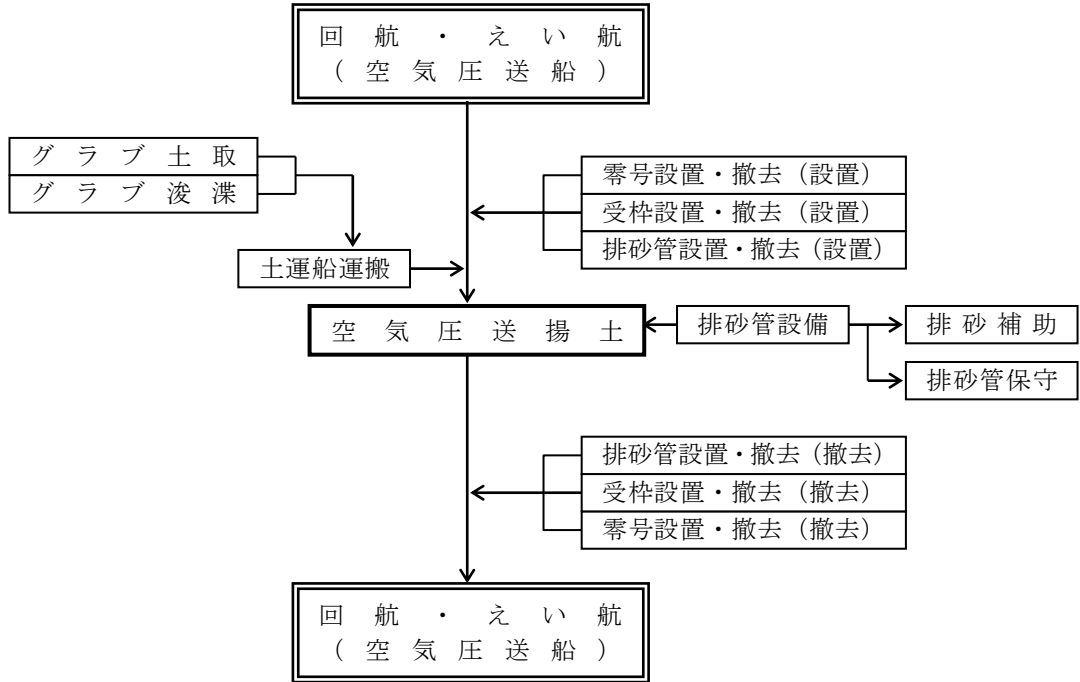 回航・えい航
(空気圧送船)
グラブ土取
グラブ浚渫
零号設置・撤去(設置)
受枠設置・撤去(設置)
排砂管設置・撤去(設置)
土運船運搬
空気圧送揚土
排砂管設備
排砂補助
排砂管保守
排砂管設置・撤去(撤去)
受枠設置・撤去(撤去)
零号設置・撤去(撤去)
回航・えい航
(空気圧送船)